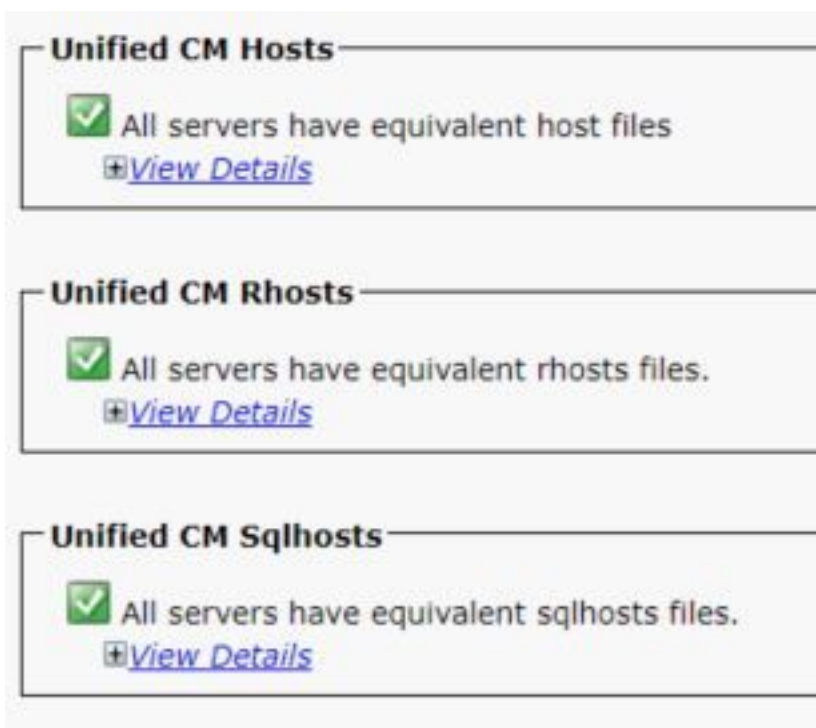 Unified CM Hosts
All servers have equivalent host files
View Details
Unified CM Rhosts
All servers have equivalent rhosts files.
View Details
Unified CM Sqlhosts
All servers have equivalent sqlhosts files.
View Details